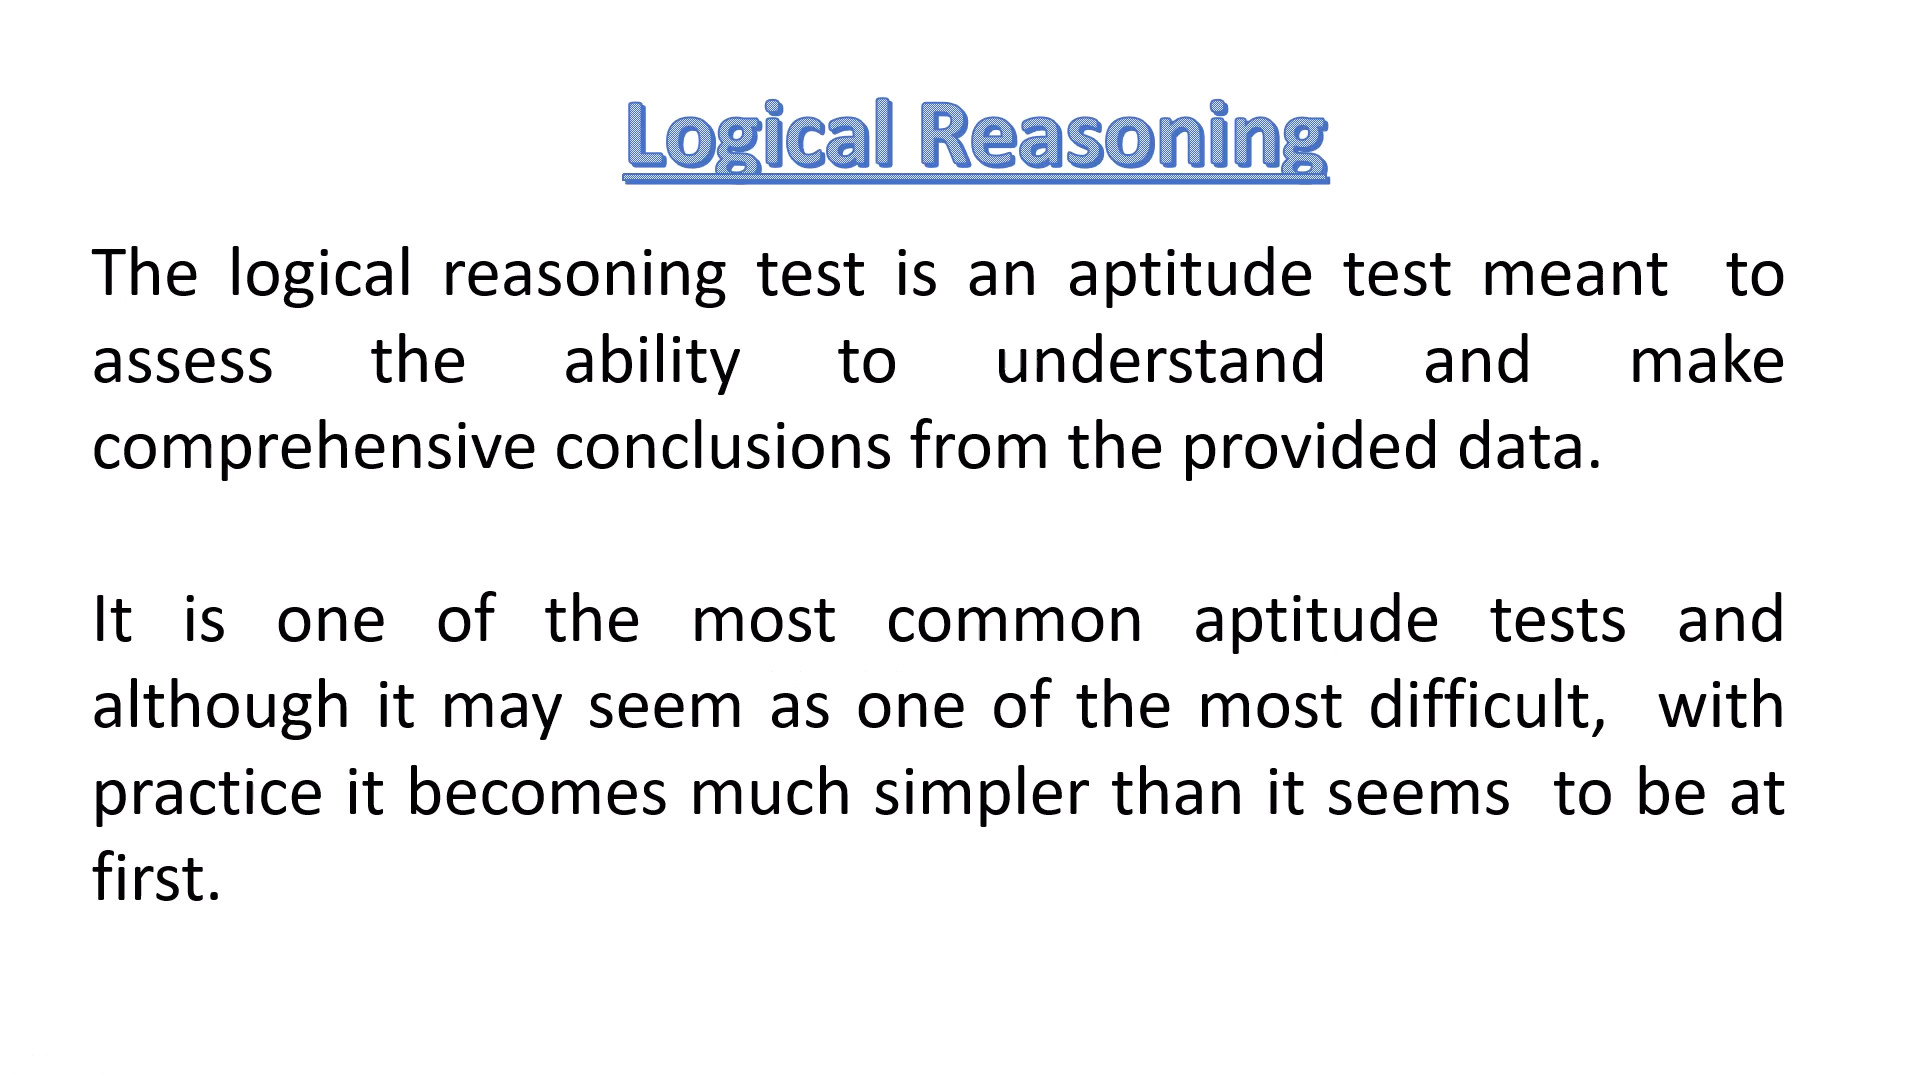 Logical Reasoning
The logical reasoning test is an aptitude test meant to
assess the ability to understand and make
comprehensive conclusions from the provided data.
It is one of the most common aptitude tests and
although it may seem as one of the most difficult, with
practice it becomes much simpler than it seems to be at
first.